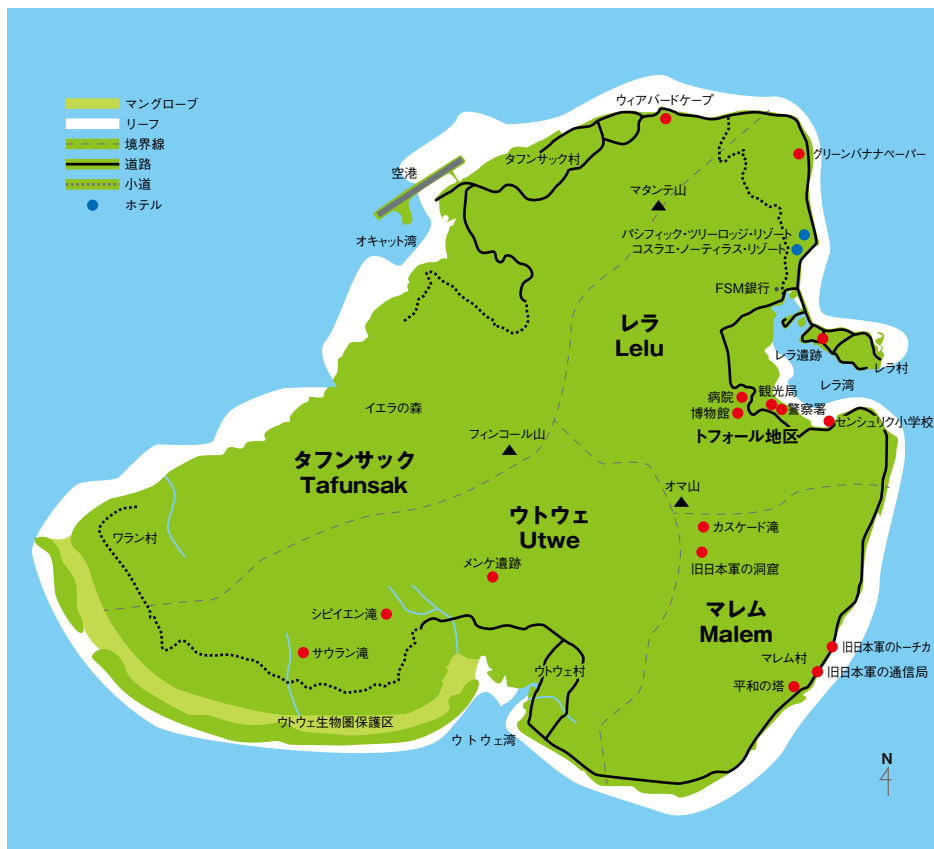 マングローブ
リーフ
境界線
道路
小道
ホテル
ウィアバードケープ
タフンサック村
グリーンバナナペーパー
空港
マタンテ山
オキャット湾
パシフィック・ツリーロッジ・リゾート
コスラエ・ノーティラス・リゾート
FSM銀行
レラ
Lelu
レラ遺跡
レラ村
レラ湾
病院
観光局
博物館
警察署
センシュリク小学校
トフォール地区
イエラの森
フィンコール山
タフンサック
Tafunsak
オマ山
ウトウェ
Utwe
カスケード滝
ワラン村
メンケ遺跡
旧日本軍の洞窟
シピイエン滝
マレム
Malem
サウラン滝
旧日本軍のトーチカ
マレム村
ウトウェ村
旧日本軍の通信局
平和の塔
ウトウェ生物圏保護区
ウトウェ湾
N